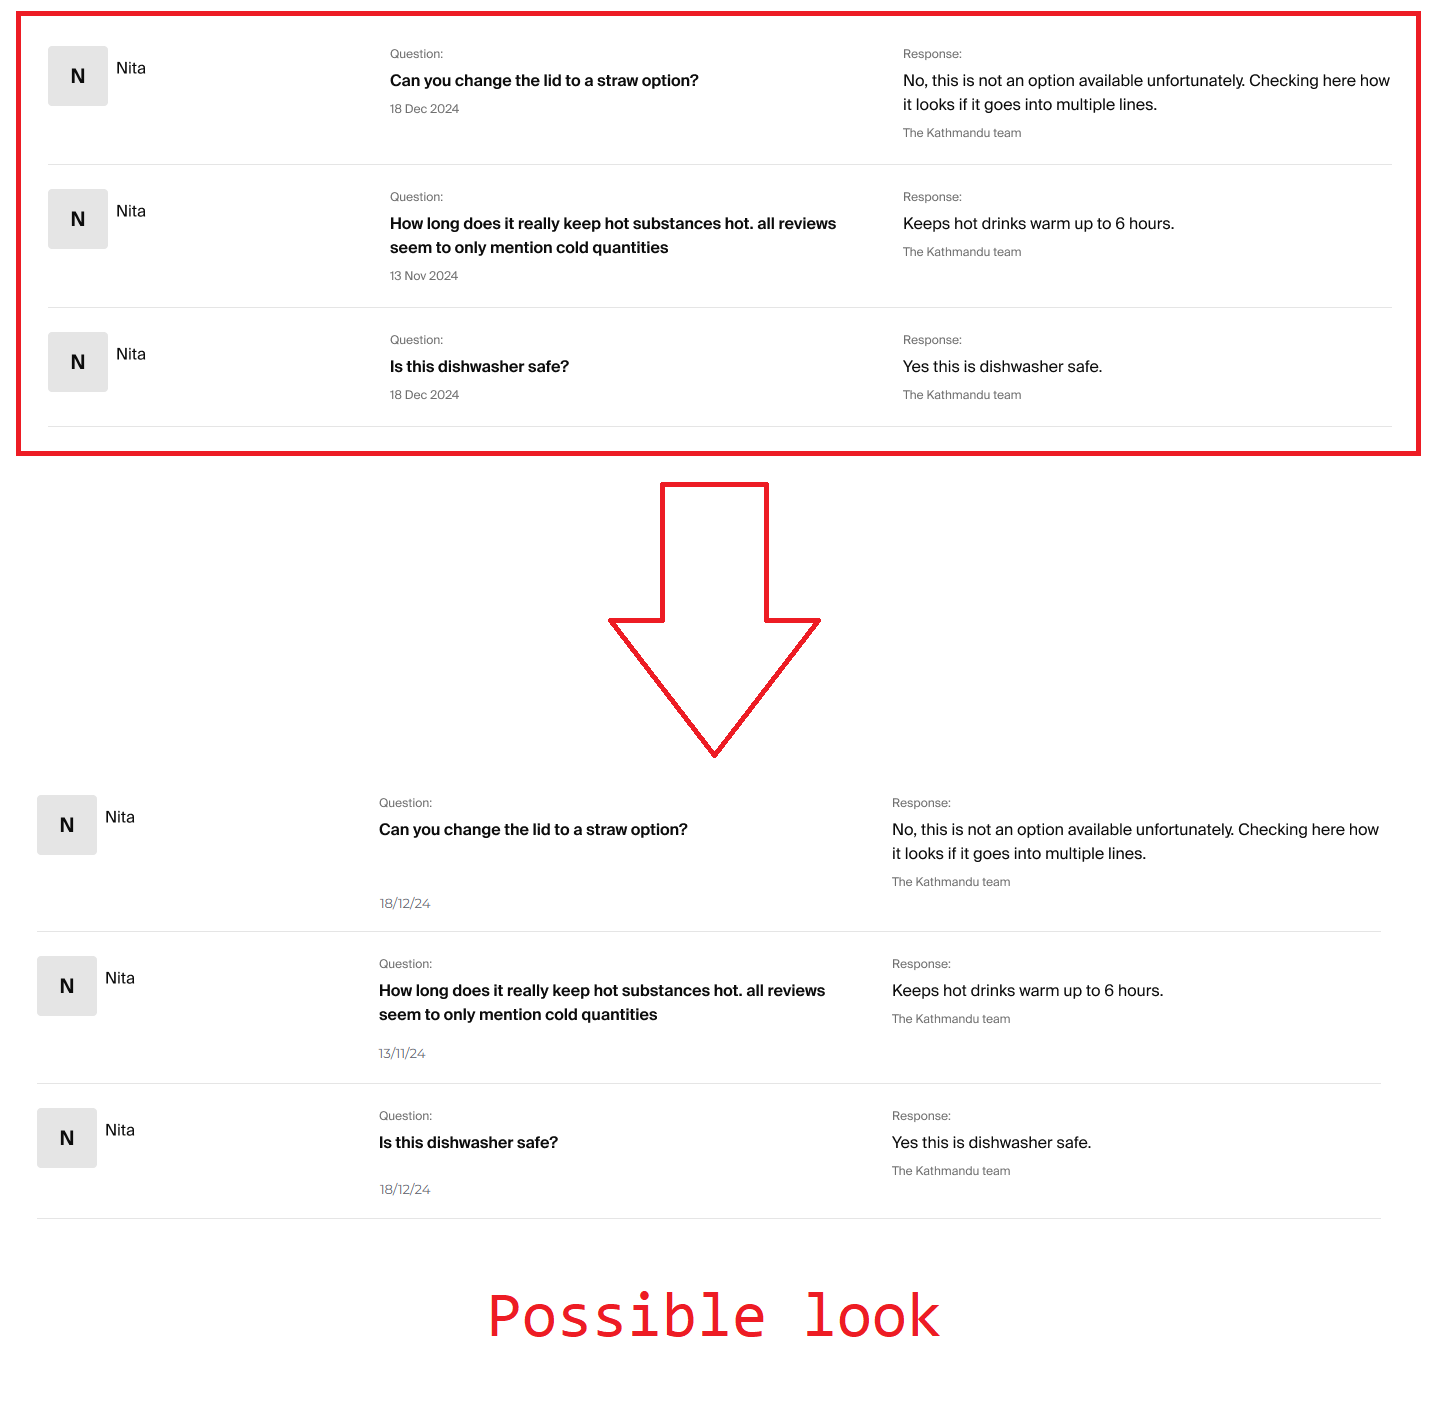 N
Nita
Question:
Can you change the lid to a straw option?
18 Dec 2024
Response:
No, this is not an option available unfortunately. Checking here how
it looks if it goes into multiple lines.
The Kathmandu team
N
Nita
Question:
How long does it really keep hot substances hot. all reviews
seem to only mention cold quantities
13 Nov 2024
Response:
Keeps hot drinks warm up to 6 hours.
The Kathmandu team
N
Nita
Question:
Is this dishwasher safe?
18 Dec 2024
Response:
Yes this is dishwasher safe.
The Kathmandu team
N
Nita
Question:
Can you change the lid to a straw option?
18/12/24
Response:
No, this is not an option available unfortunately. Checking here how
it looks if it goes into multiple lines.
The Kathmandu team
N
Nita
Question:
How long does it really keep hot substances hot. all reviews
seem to only mention cold quantities
13/11/24
Response:
Keeps hot drinks warm up to 6 hours.
The Kathmandu team
N
Nita
Question:
Is this dishwasher safe?
18/12/24
Response:
Yes this is dishwasher safe.
The Kathmandu team
Possible look